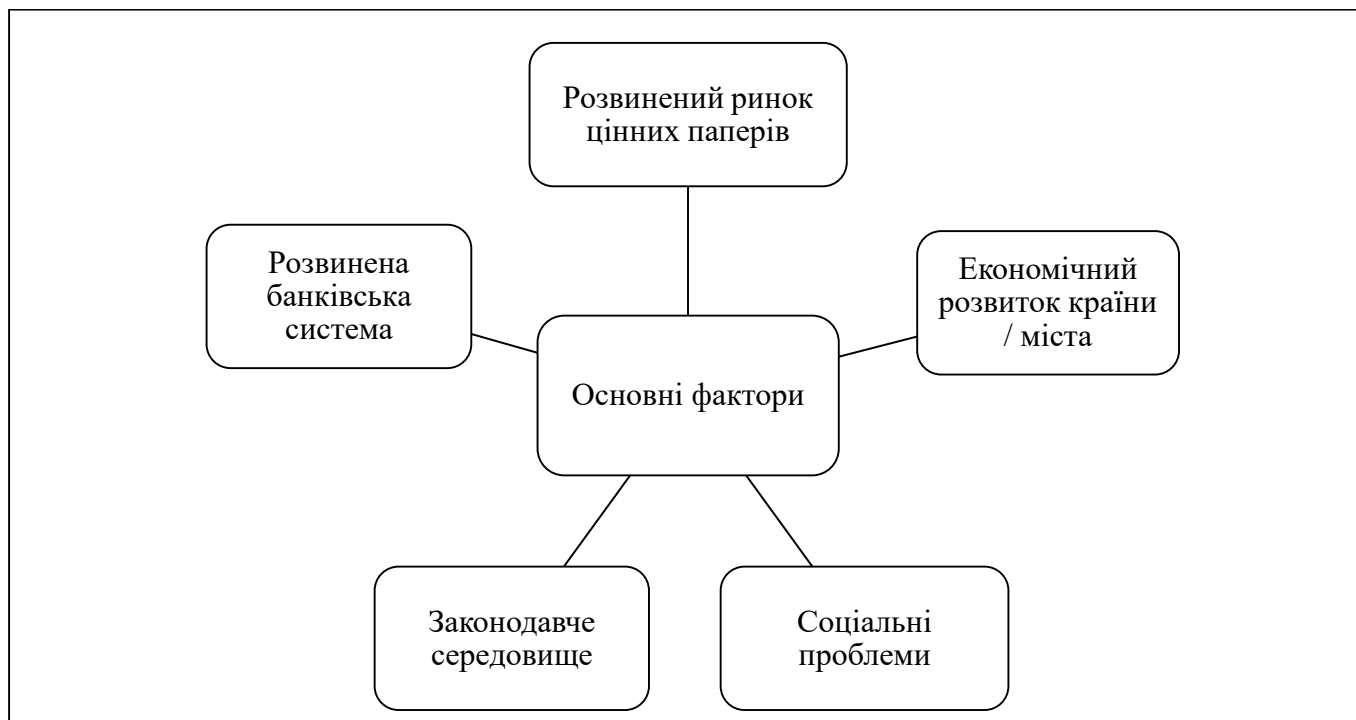 Розвинений ринок
цінних паперів
Розвинена
банківська
система
Економічний
розвиток країни
/ міста
Основні фактори
Законодавче
середовище
Соціальні
проблеми